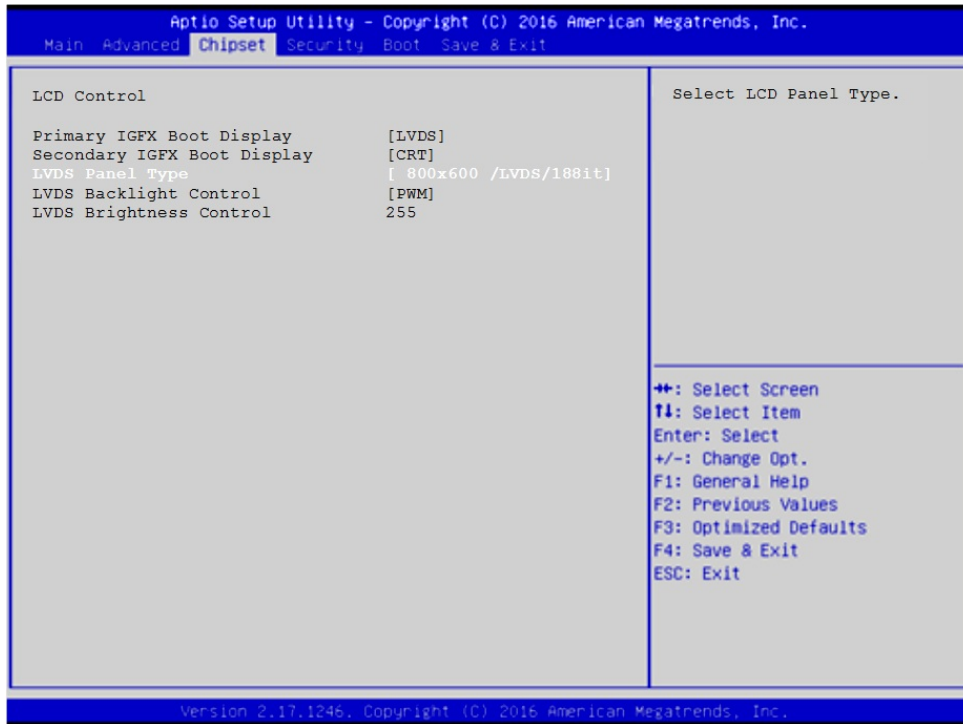 Aptio Setup Utility - Copyright (C) 2016 American Megatrends, Inc.
Main Advanced Chipset Security Boot Save & Exit
LCD Control
Primary IGFX Boot Display [LVDS]
Secondary IGFX Boot Display [CRT]
LVDS Panel Type [ 800x600 /LVDS/188it]
LVDS Backlight Control [PWM]
LVDS Brightness Control 255
Select LCD Panel Type.
→←: Select Screen
↑↓: Select Item
Enter: Select
+/-: Change Opt.
F1: General Help
F2: Previous Values
F3: Optimized Defaults
F4: Save & Exit
ESC: Exit
Version 2.17.1246. Copyright (C) 2016 American Megatrends, Inc.